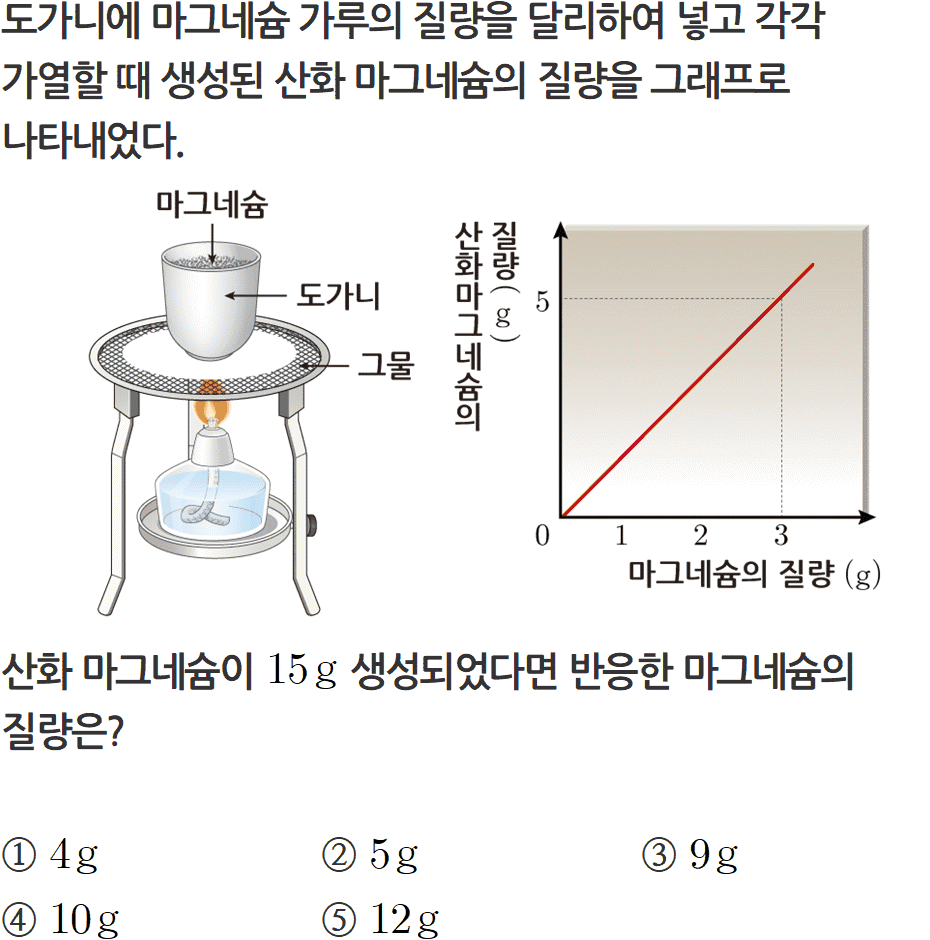 도가니에 마그네슘 가루의 질량을 달리하여 넣고 각각
가열할 때 생성된 산화 마그네슘의 질량을 그래프로
나타내었다.
마그네슘
도가니
그물
산화마그네슘의
질량(g)
5
0 1 2 3
마그네슘의 질량 (g)
산화 마그네슘이 15 g 생성되었다면 반응한 마그네슘의
질량은?
① 4 g ② 5 g ③ 9 g
④ 10 g ⑤ 12 g